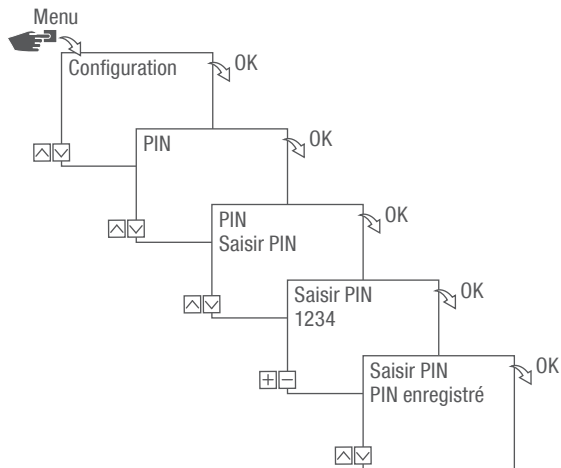 Menu
Configuration
OK
PIN
OK
PIN
Saisir PIN
OK
Saisir PIN
1234
OK
Saisir PIN
PIN enregistré
OK